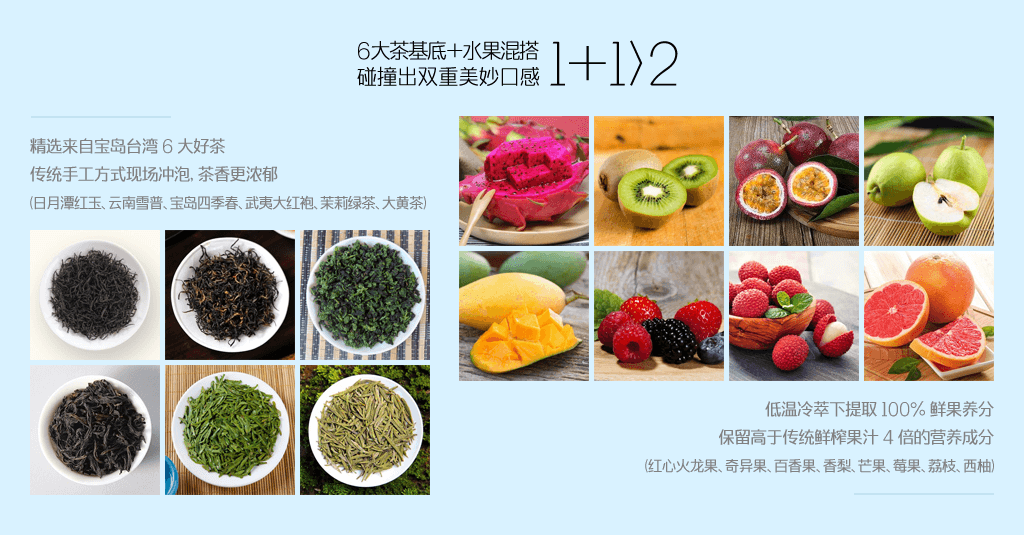 6大茶基底+水果混搭
碰撞出双重美妙口感
1+1>2
精选来自宝岛台湾 6 大好茶
传统手工方式现场冲泡, 茶香更浓郁
(日月潭红玉、云南雪普、宝岛四季春、武夷大红袍、茉莉绿茶、大黄茶)
低温冷萃下提取 100% 鲜果养分
保留高于传统鲜榨果汁 4 倍的营养成分
(红心火龙果、奇异果、百香果、香梨、芒果、莓果、荔枝、西柚)